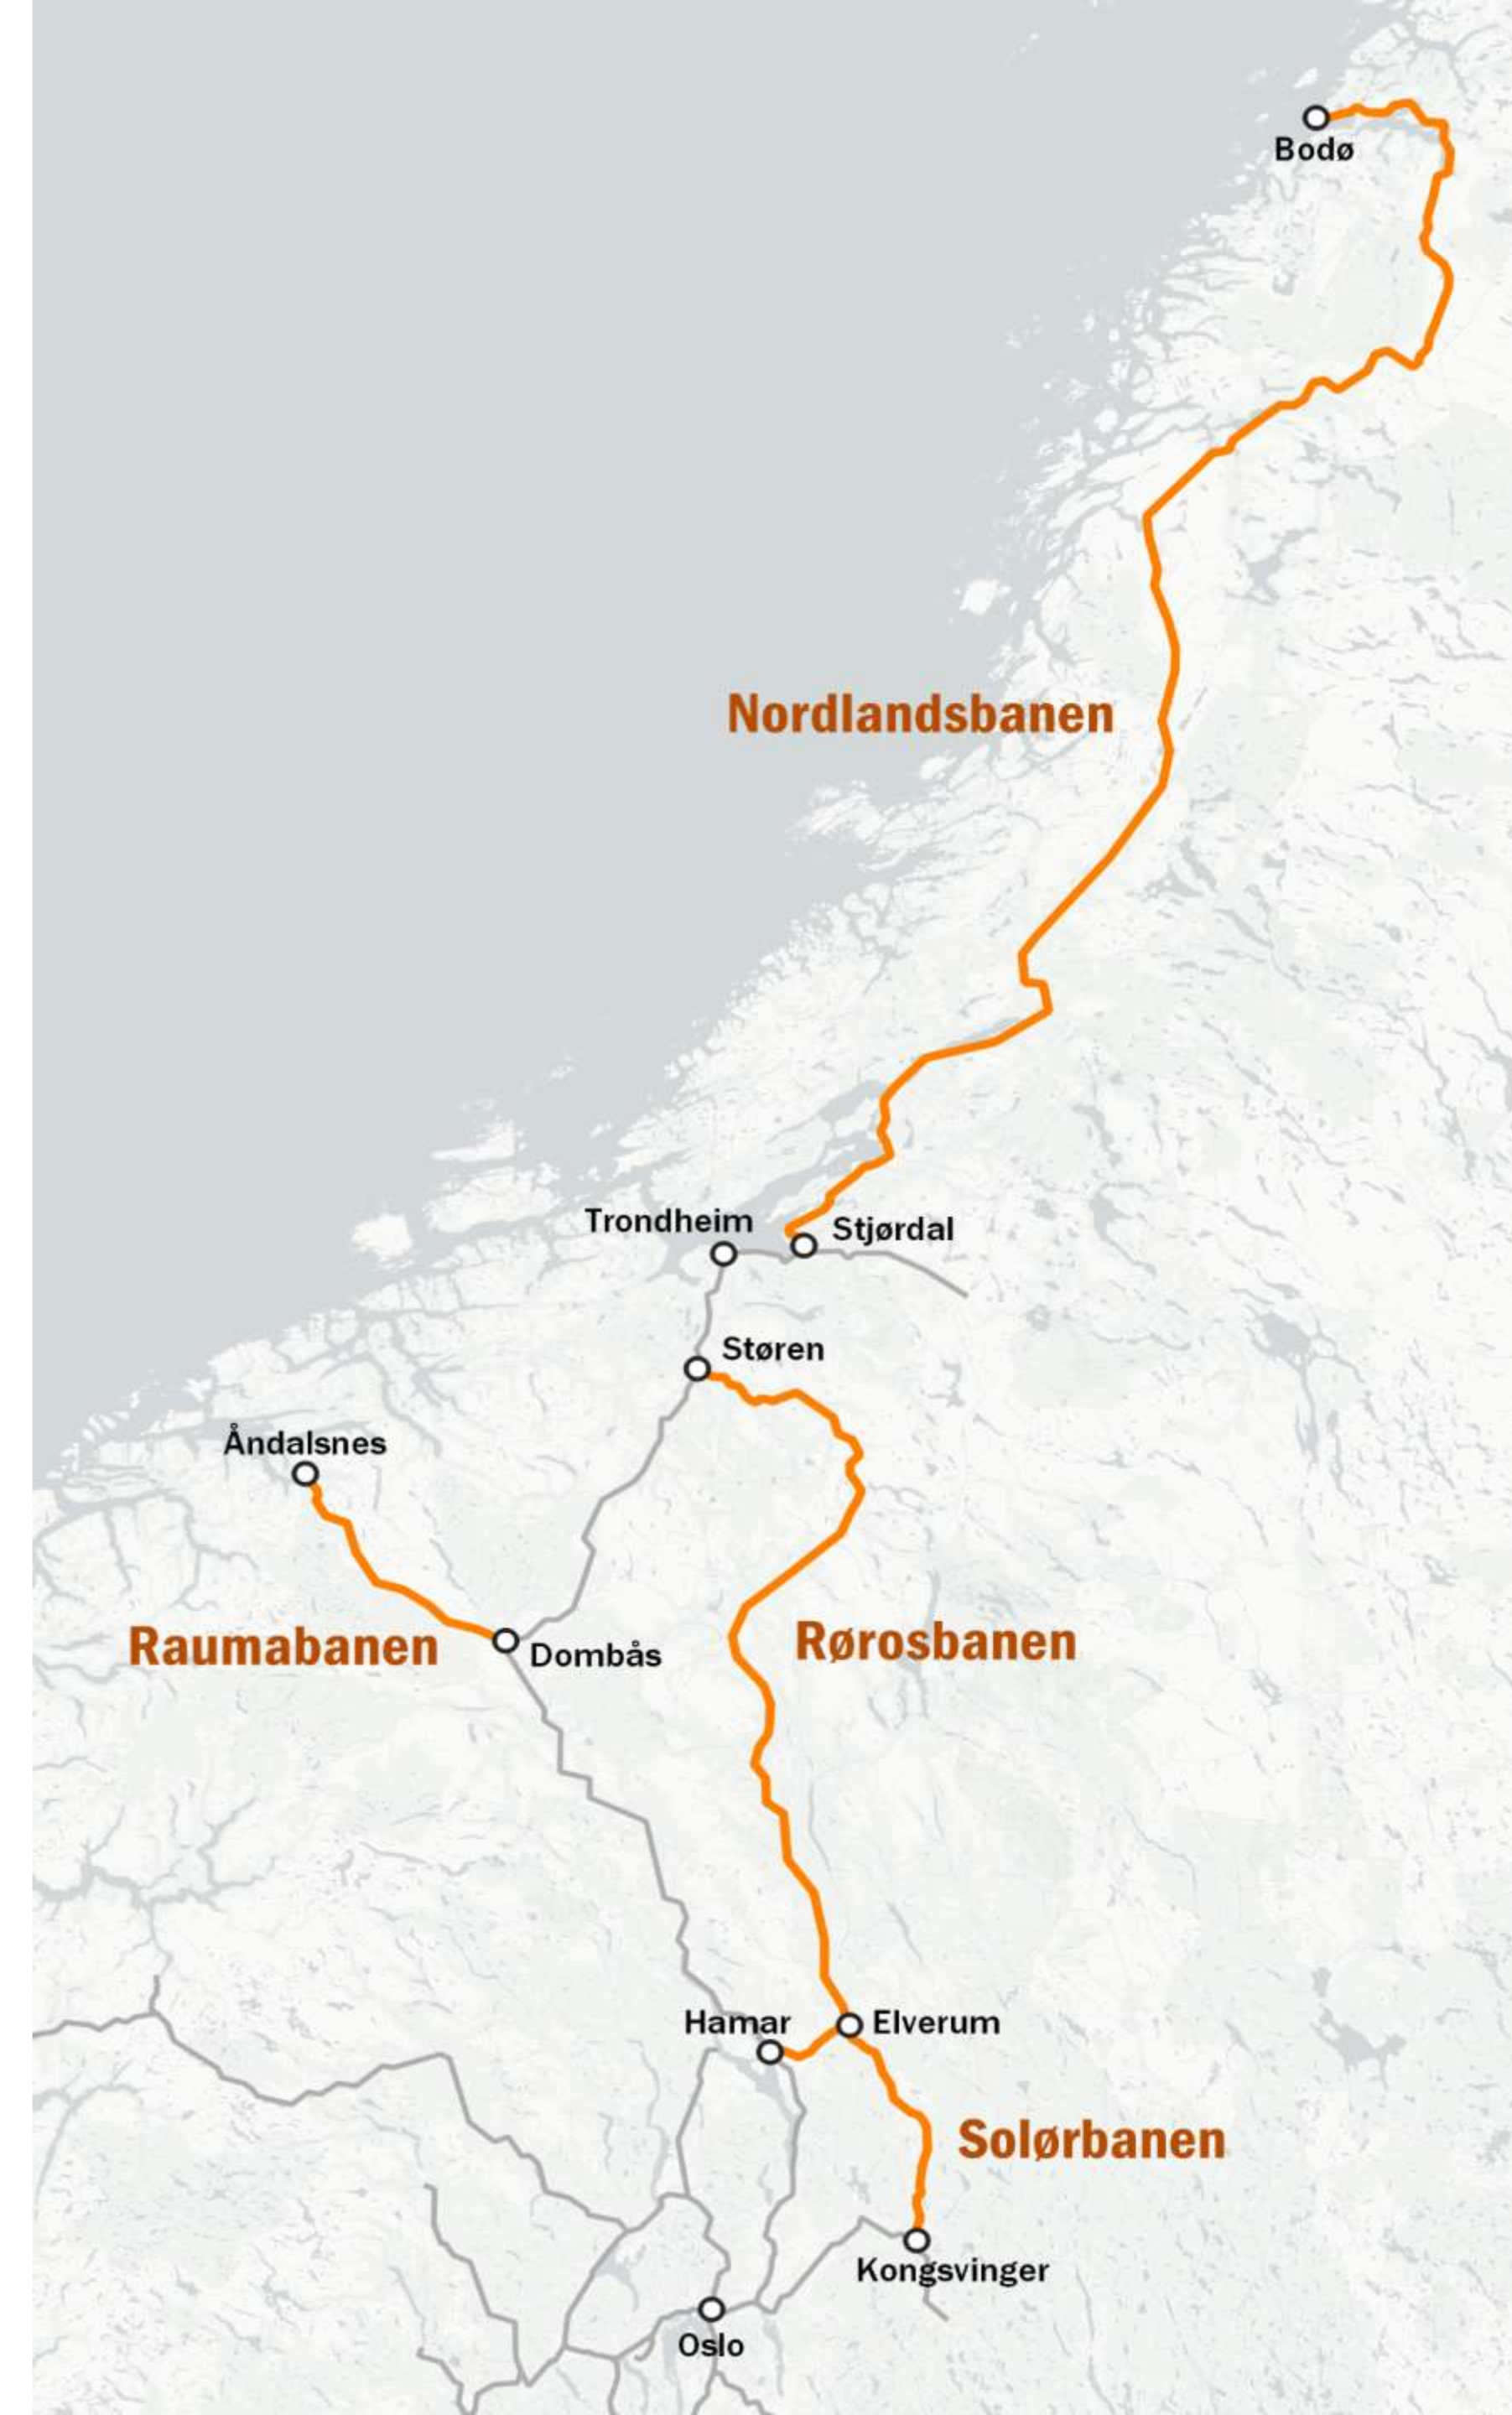 Bodø
Nordlandsbanen
Trondheim
Stjørdal
Støren
Åndalsnes
Raumabanen
Dombås
Rørosbanen
Hamar
Elverum
Solørbanen
Kongsvinger
Oslo